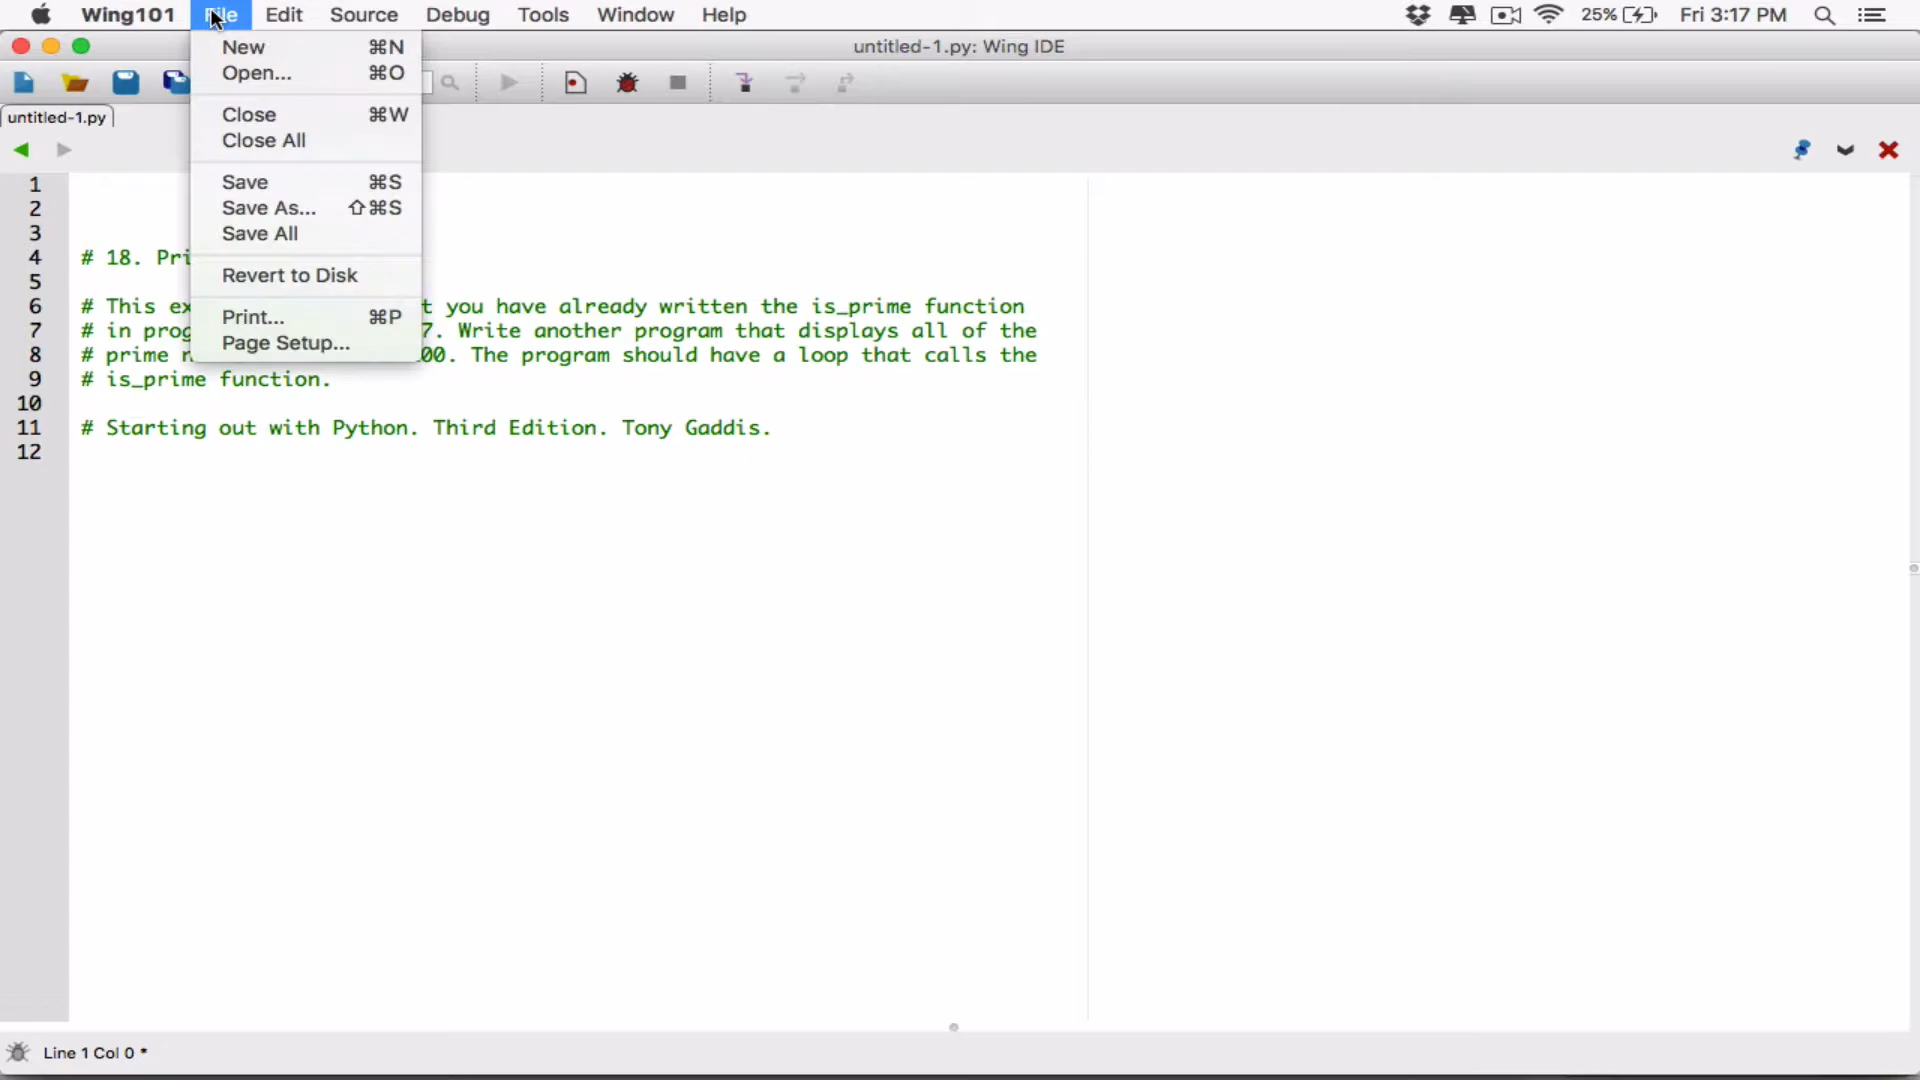 Wing101 File Edit Source Debug Tools Window Help 25% Fri 3:17 PM
untitled-1.py: Wing IDE
New ⌘N
Open... ⌘O
Close ⌘W
Close All
Save ⌘S
Save As... ⇧⌘S
Save All
Revert to Disk
Print... ⌘P
Page Setup...
untitled-1.py
1
2
3
4 # 18.
5
6 # This you have already written the is_prime function
7 # in 7. Write another program that displays all of the
8 # prime 00. The program should have a loop that calls the
9 # is_prime function.
10
11 # Starting out with Python. Third Edition. Tony Gaddis.
12
Line 1 Col 0 *